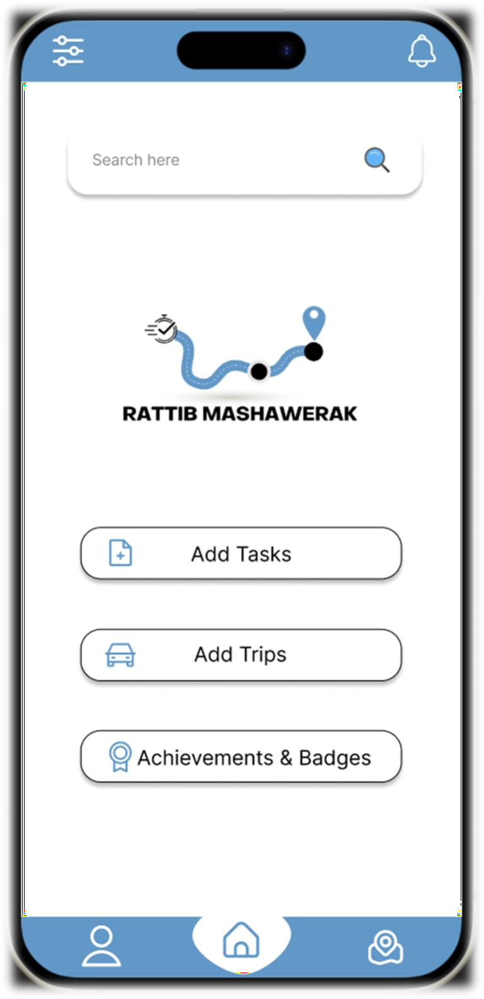 Search here
RATTIB MASHAWERAK
Add Tasks
Add Trips
Achievements & Badges